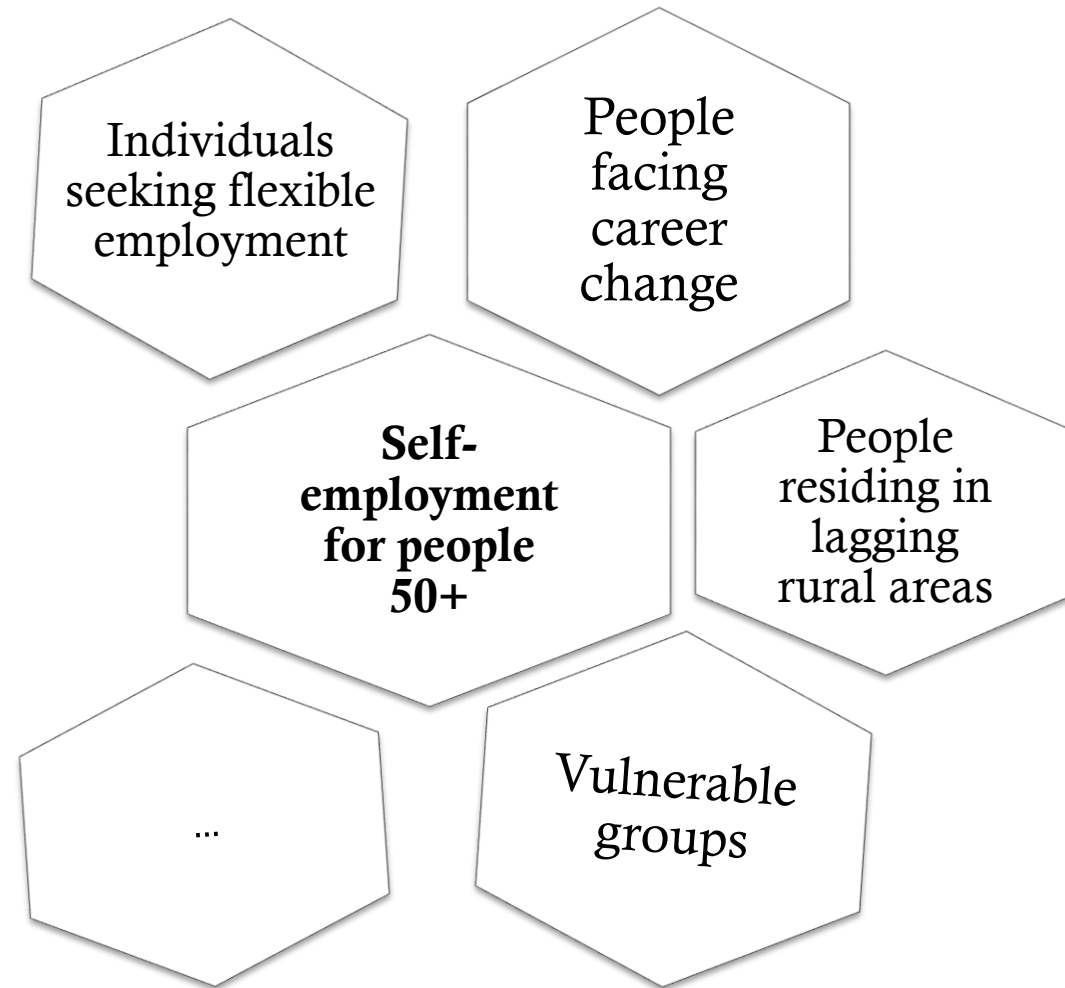 Individuals
seeking flexible
employment
People
facing
career
change
Self-
employment
for people
50+
People
residing in
lagging
rural areas
...
Vulnerable
groups